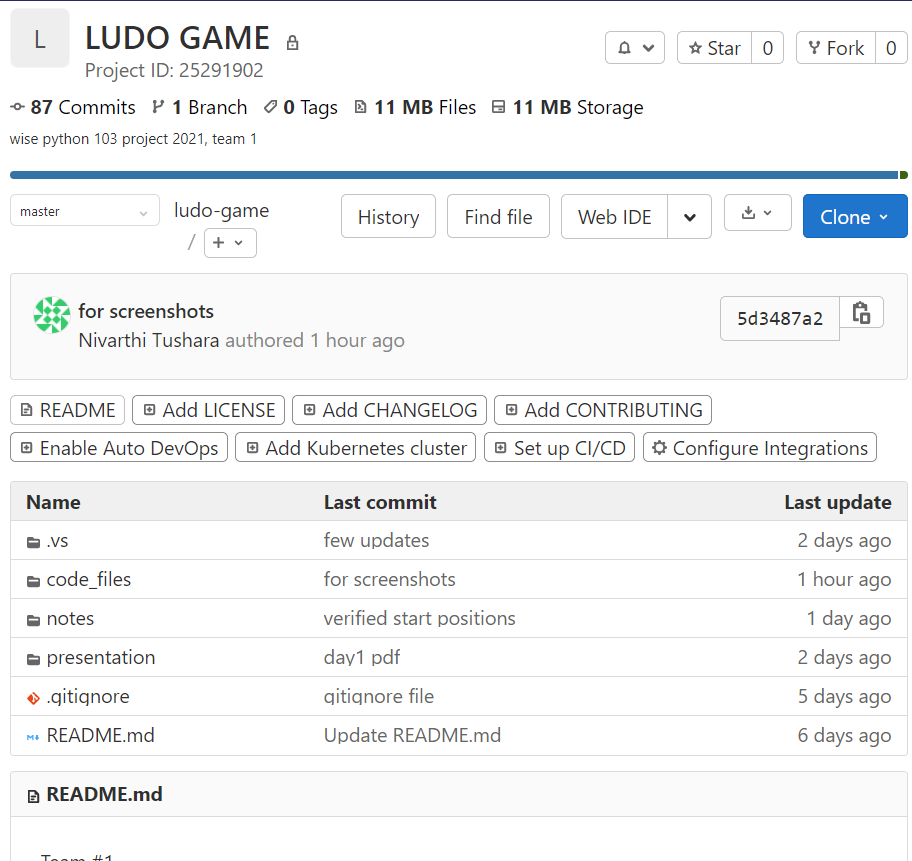 L
LUDO GAME
Project ID: 25291902
Star 0 Fork 0
87 Commits 1 Branch 0 Tags 11 MB Files 11 MB Storage
wise python 103 project 2021, team 1
master ludo-game History Find file Web IDE Clone
/ +
for screenshots
Nivarthi Tushara authored 1 hour ago
5d3487a2
README Add LICENSE Add CHANGELOG Add CONTRIBUTING
Enable Auto DevOps Add Kubernetes cluster Set up CI/CD Configure Integrations
Name Last commit Last update
.vs few updates 2 days ago
code_files for screenshots 1 hour ago
notes verified start positions 1 day ago
presentation day1 pdf 2 days ago
.gitignore gitignore file 5 days ago
README.md Update README.md 6 days ago
README.md
Team #1